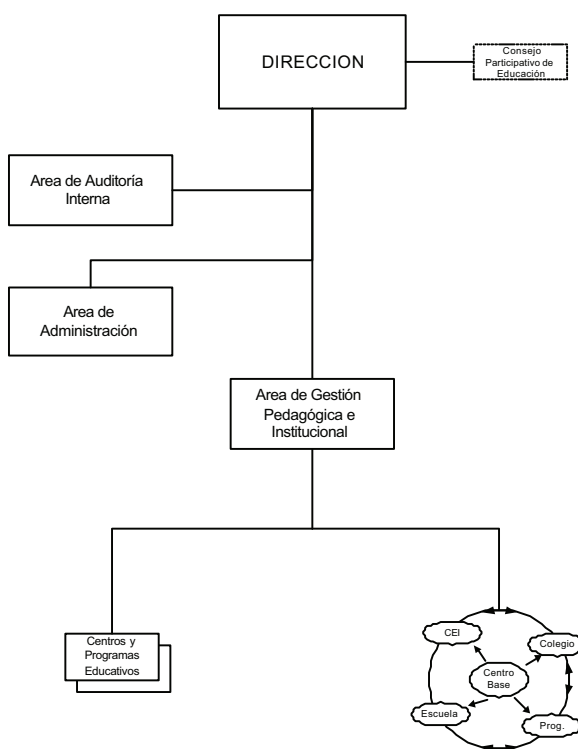 DIRECCION
Consejo
Participativo de
Educación
Area de Auditoría
Interna
Area de
Administración
Area de Gestión
Pedagógica e
Institucional
Centros y
Programas
Educativos
CEI
Colegio
Centro
Base
Escuela
Prog.